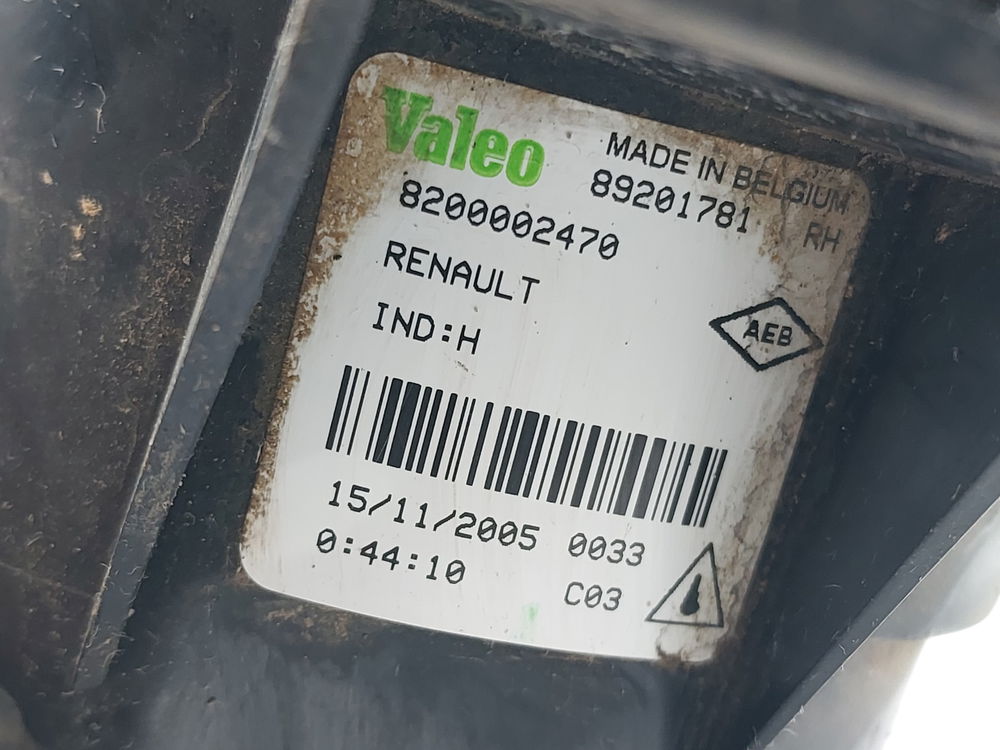 Valeo
MADE IN BELGIUM
89201781
RH
8200002470
RENAULT
IND:H
AEB
15/11/2005 0033
0:44:10
C03